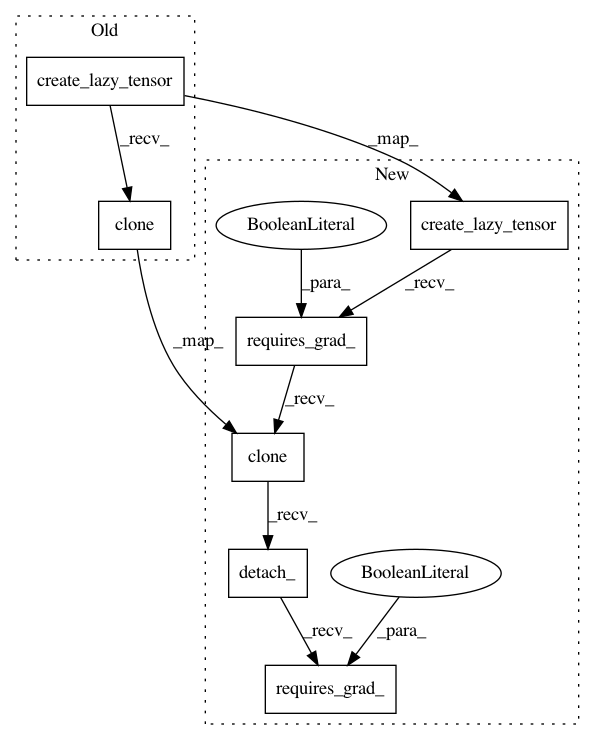 Old
create_lazy_tensor
_recv_
_map_
New
clone
BooleanLiteral
create_lazy_tensor
_para_
_recv_
_map_
requires_grad_
_recv_
clone
_recv_
detach_
BooleanLiteral
_recv_
_para_
requires_grad_